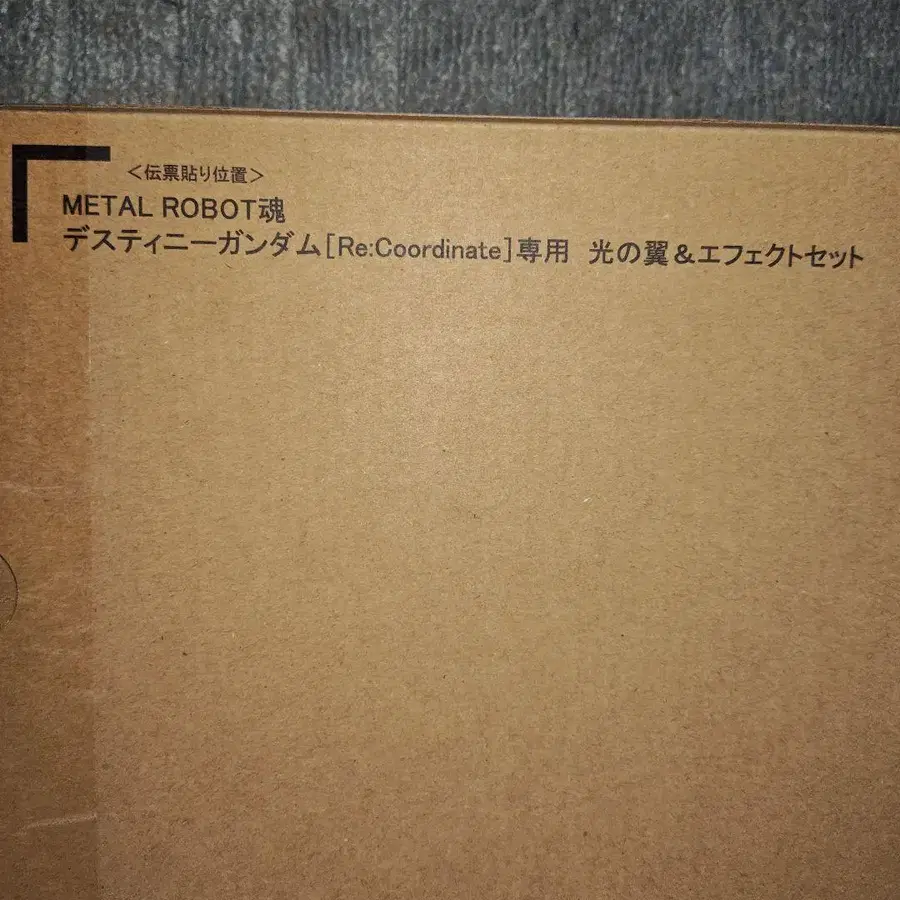 ＜伝票貼り位置＞
METAL ROBOT魂
デスティニーガンダム[Re:Coordinate]専用 光の翼＆エフェクトセット